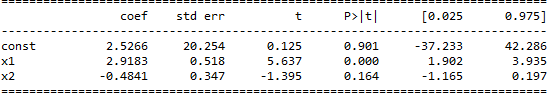 coef std err t P>|t| [0.025 0.975]
const 2.5266 20.254 0.125 0.901 -37.233 42.286
x1 2.9183 0.518 5.637 0.000 1.902 3.935
x2 -0.4841 0.347 -1.395 0.164 -1.165 0.197